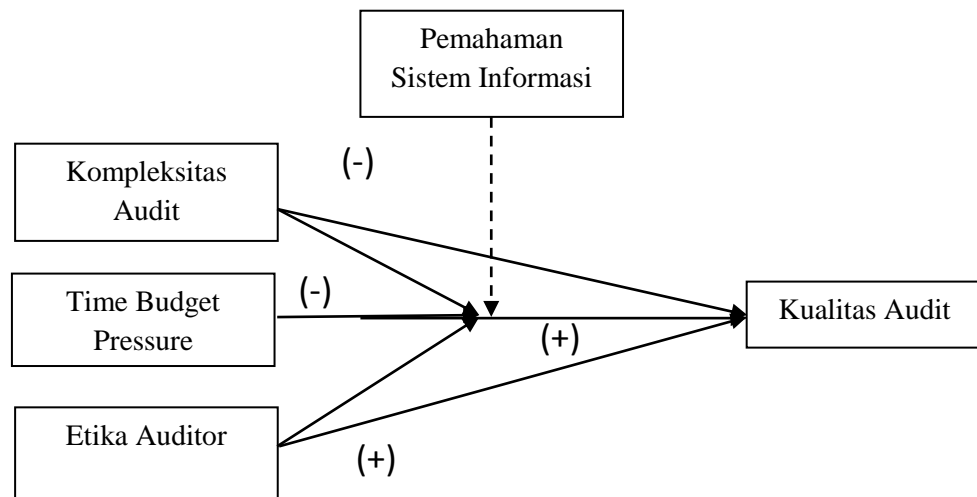 Pemahaman
Sistem Informasi
(-)
Kompleksitas
Audit
(-)
Time Budget
Pressure
Kualitas Audit
(+)
Etika Auditor
(+)